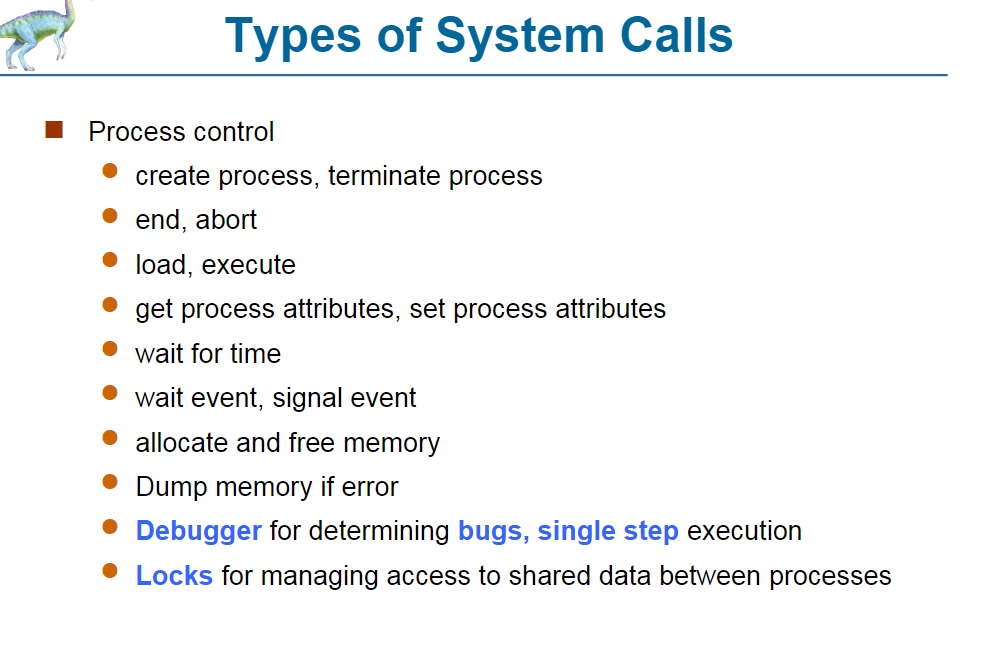 Types of System Calls
Process control
create process, terminate process
end, abort
load, execute
get process attributes, set process attributes
wait for time
wait event, signal event
allocate and free memory
Dump memory if error
Debugger for determining bugs, single step execution
Locks for managing access to shared data between processes